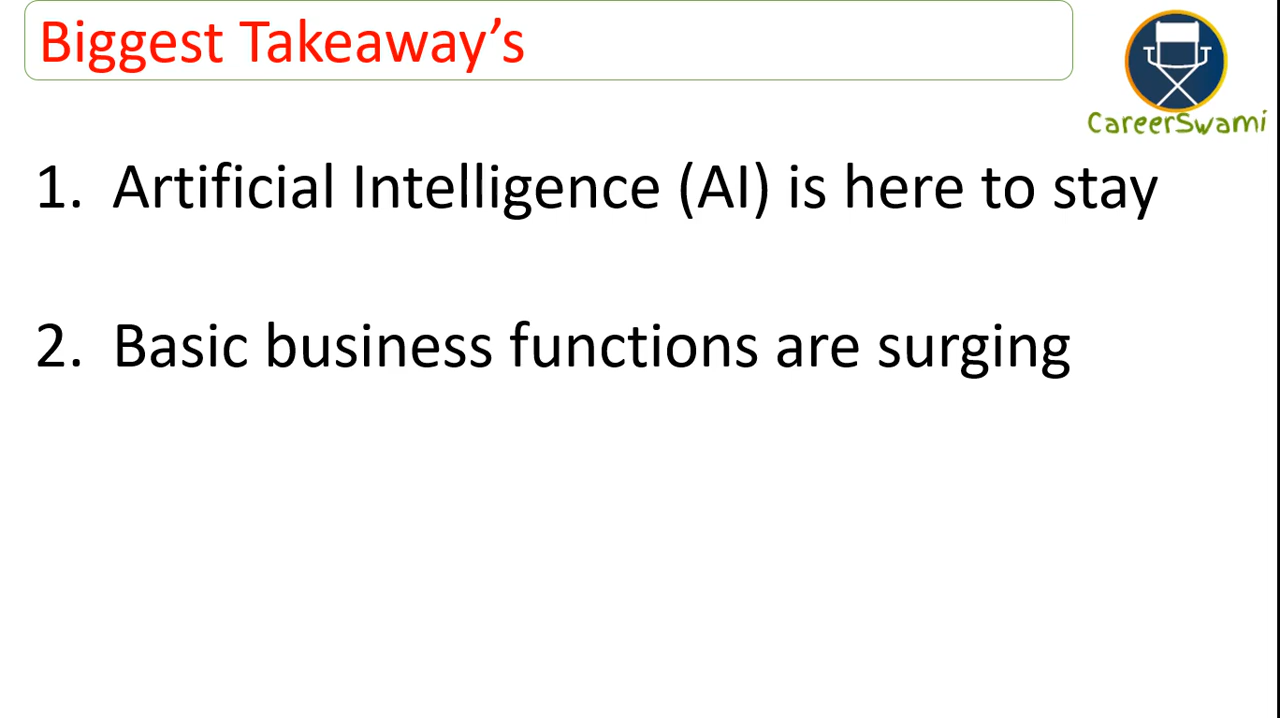 Biggest Takeaway’s
CareerSwami
1. Artificial Intelligence (AI) is here to stay
2. Basic business functions are surging